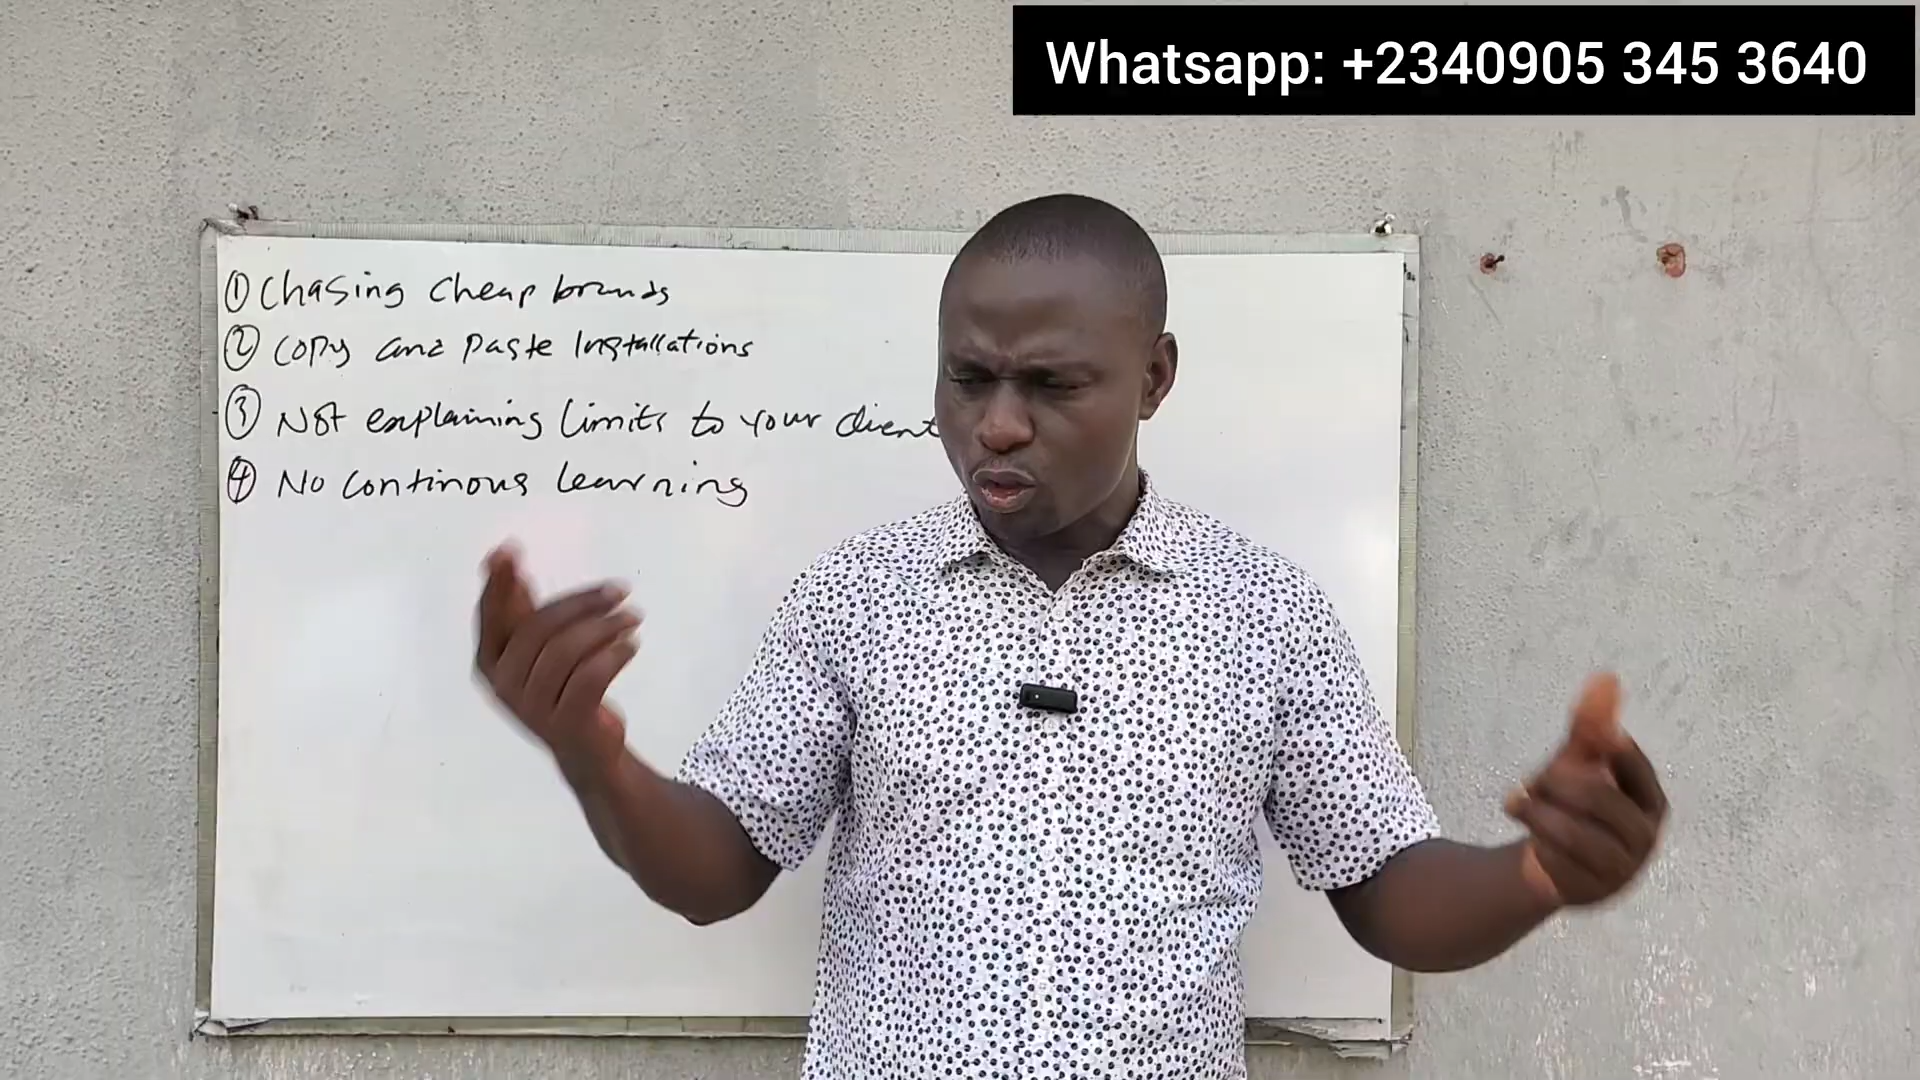 Whatsapp: +2340905 345 3640
① Chasing cheap brands
② Copy and paste Installations
③ Not explaining limits to your client
④ No continous learning